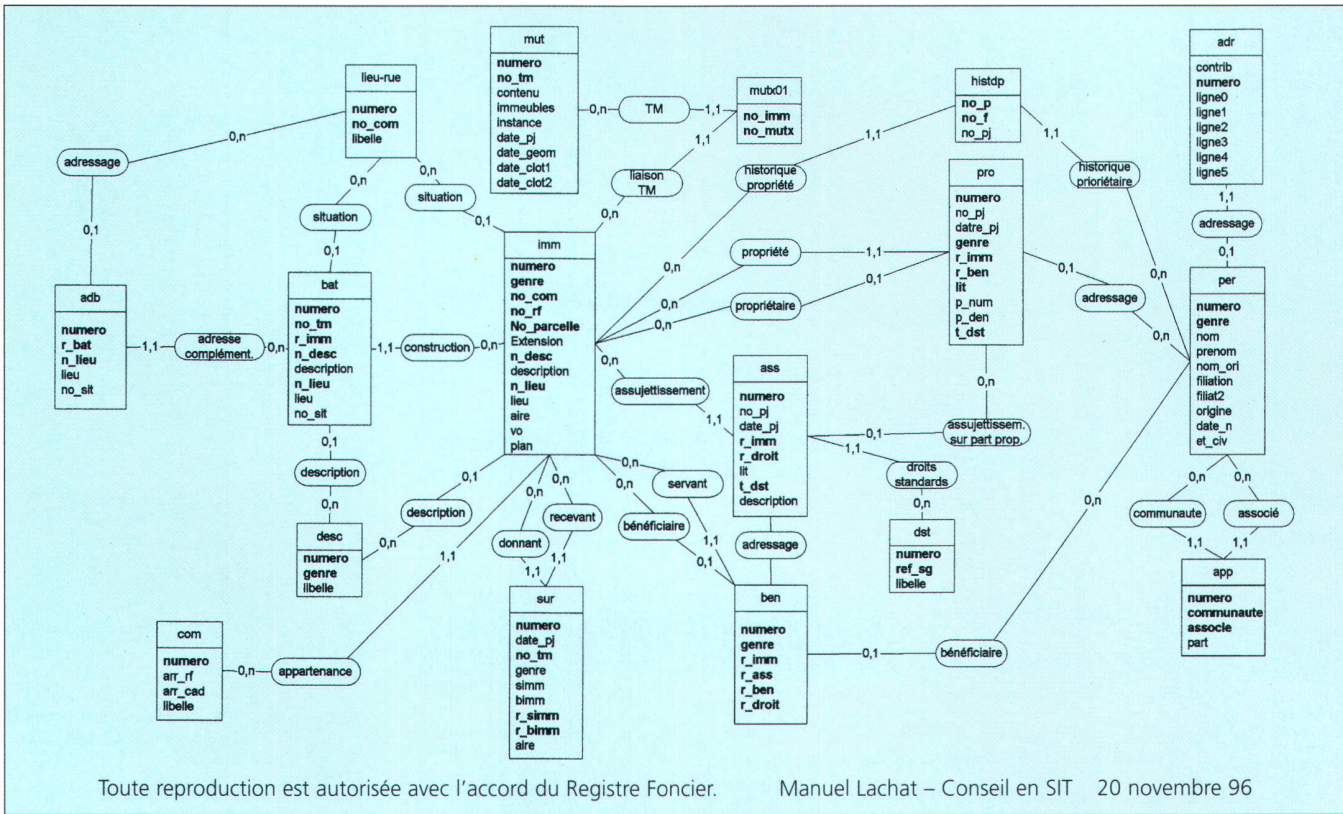 mut
numero
no_tm
contenu
immeubles
instance
date_pj
date_geom
date_clot1
date_clot2
lieu-rue
numero
no_com
libelle
mutx01
no_imm
no_mutx
histdp
no_p
no_f
no_pj
adr
contrib
numero
ligne0
ligne1
ligne2
ligne3
ligne4
ligne5
0,n
TM
1,1
0,n
adressage
0,1
0,n
situation
0,1
0,n
situation
0,1
1,1
liaison
TM
0,n
1,1
historique
propriété
0,n
1,1
historique
prioriétaire
0,n
1,1
adressage
0,1
pro
numero
no_pj
datre_pj
genre
r_imm
r_ben
lit
p_num
p_den
t_dst
imm
numero
genre
no_com
no_rf
No_parcelle
Extension
n_desc
description
n_lieu
lieu
aire
vo
plan
propriété
1,1
0,n
propriétaire
0,1
0,n
0,1
adressage
0,n
per
numero
genre
nom
prenom
nom_ori
filiation
filiat2
origine
date_n
et_civ
adb
numero
r_bat
n_lieu
lieu
no_sit
1,1
adresse
complément.
0,n
bat
numero
no_tm
r_imm
n_desc
description
n_lieu
lieu
no_sit
1,1
construction
0,n
0,n
assujettissement
1,1
ass
numero
no_pj
date_pj
r_imm
r_droit
lit
t_dst
description
0,n
assujettissem.
sur part prop.
0,1
1,1
droits
standards
0,n
dst
numero
ref_sg
libelle
0,1
description
0,n
desc
numero
genre
libelle
0,1
description
0,n
0,n
donnant
1,1
0,n
recevant
1,1
0,n
servant
1,1
0,n
bénéficiaire
0,1
adressage
0,n
communaute
1,1
0,n
associé
1,1
app
numero
communaute
associe
part
com
numero
arr_rf
arr_cad
libelle
0,n
appartenance
1,1
sur
numero
date_pj
no_tm
genre
simm
bimm
r_simm
r_bimm
aire
ben
numero
genre
r_imm
r_ass
r_ben
r_droit
0,1
bénéficiaire
0,n
Toute reproduction est autorisée avec l'accord du Registre Foncier. Manuel Lachat – Conseil en SIT 20 novembre 96